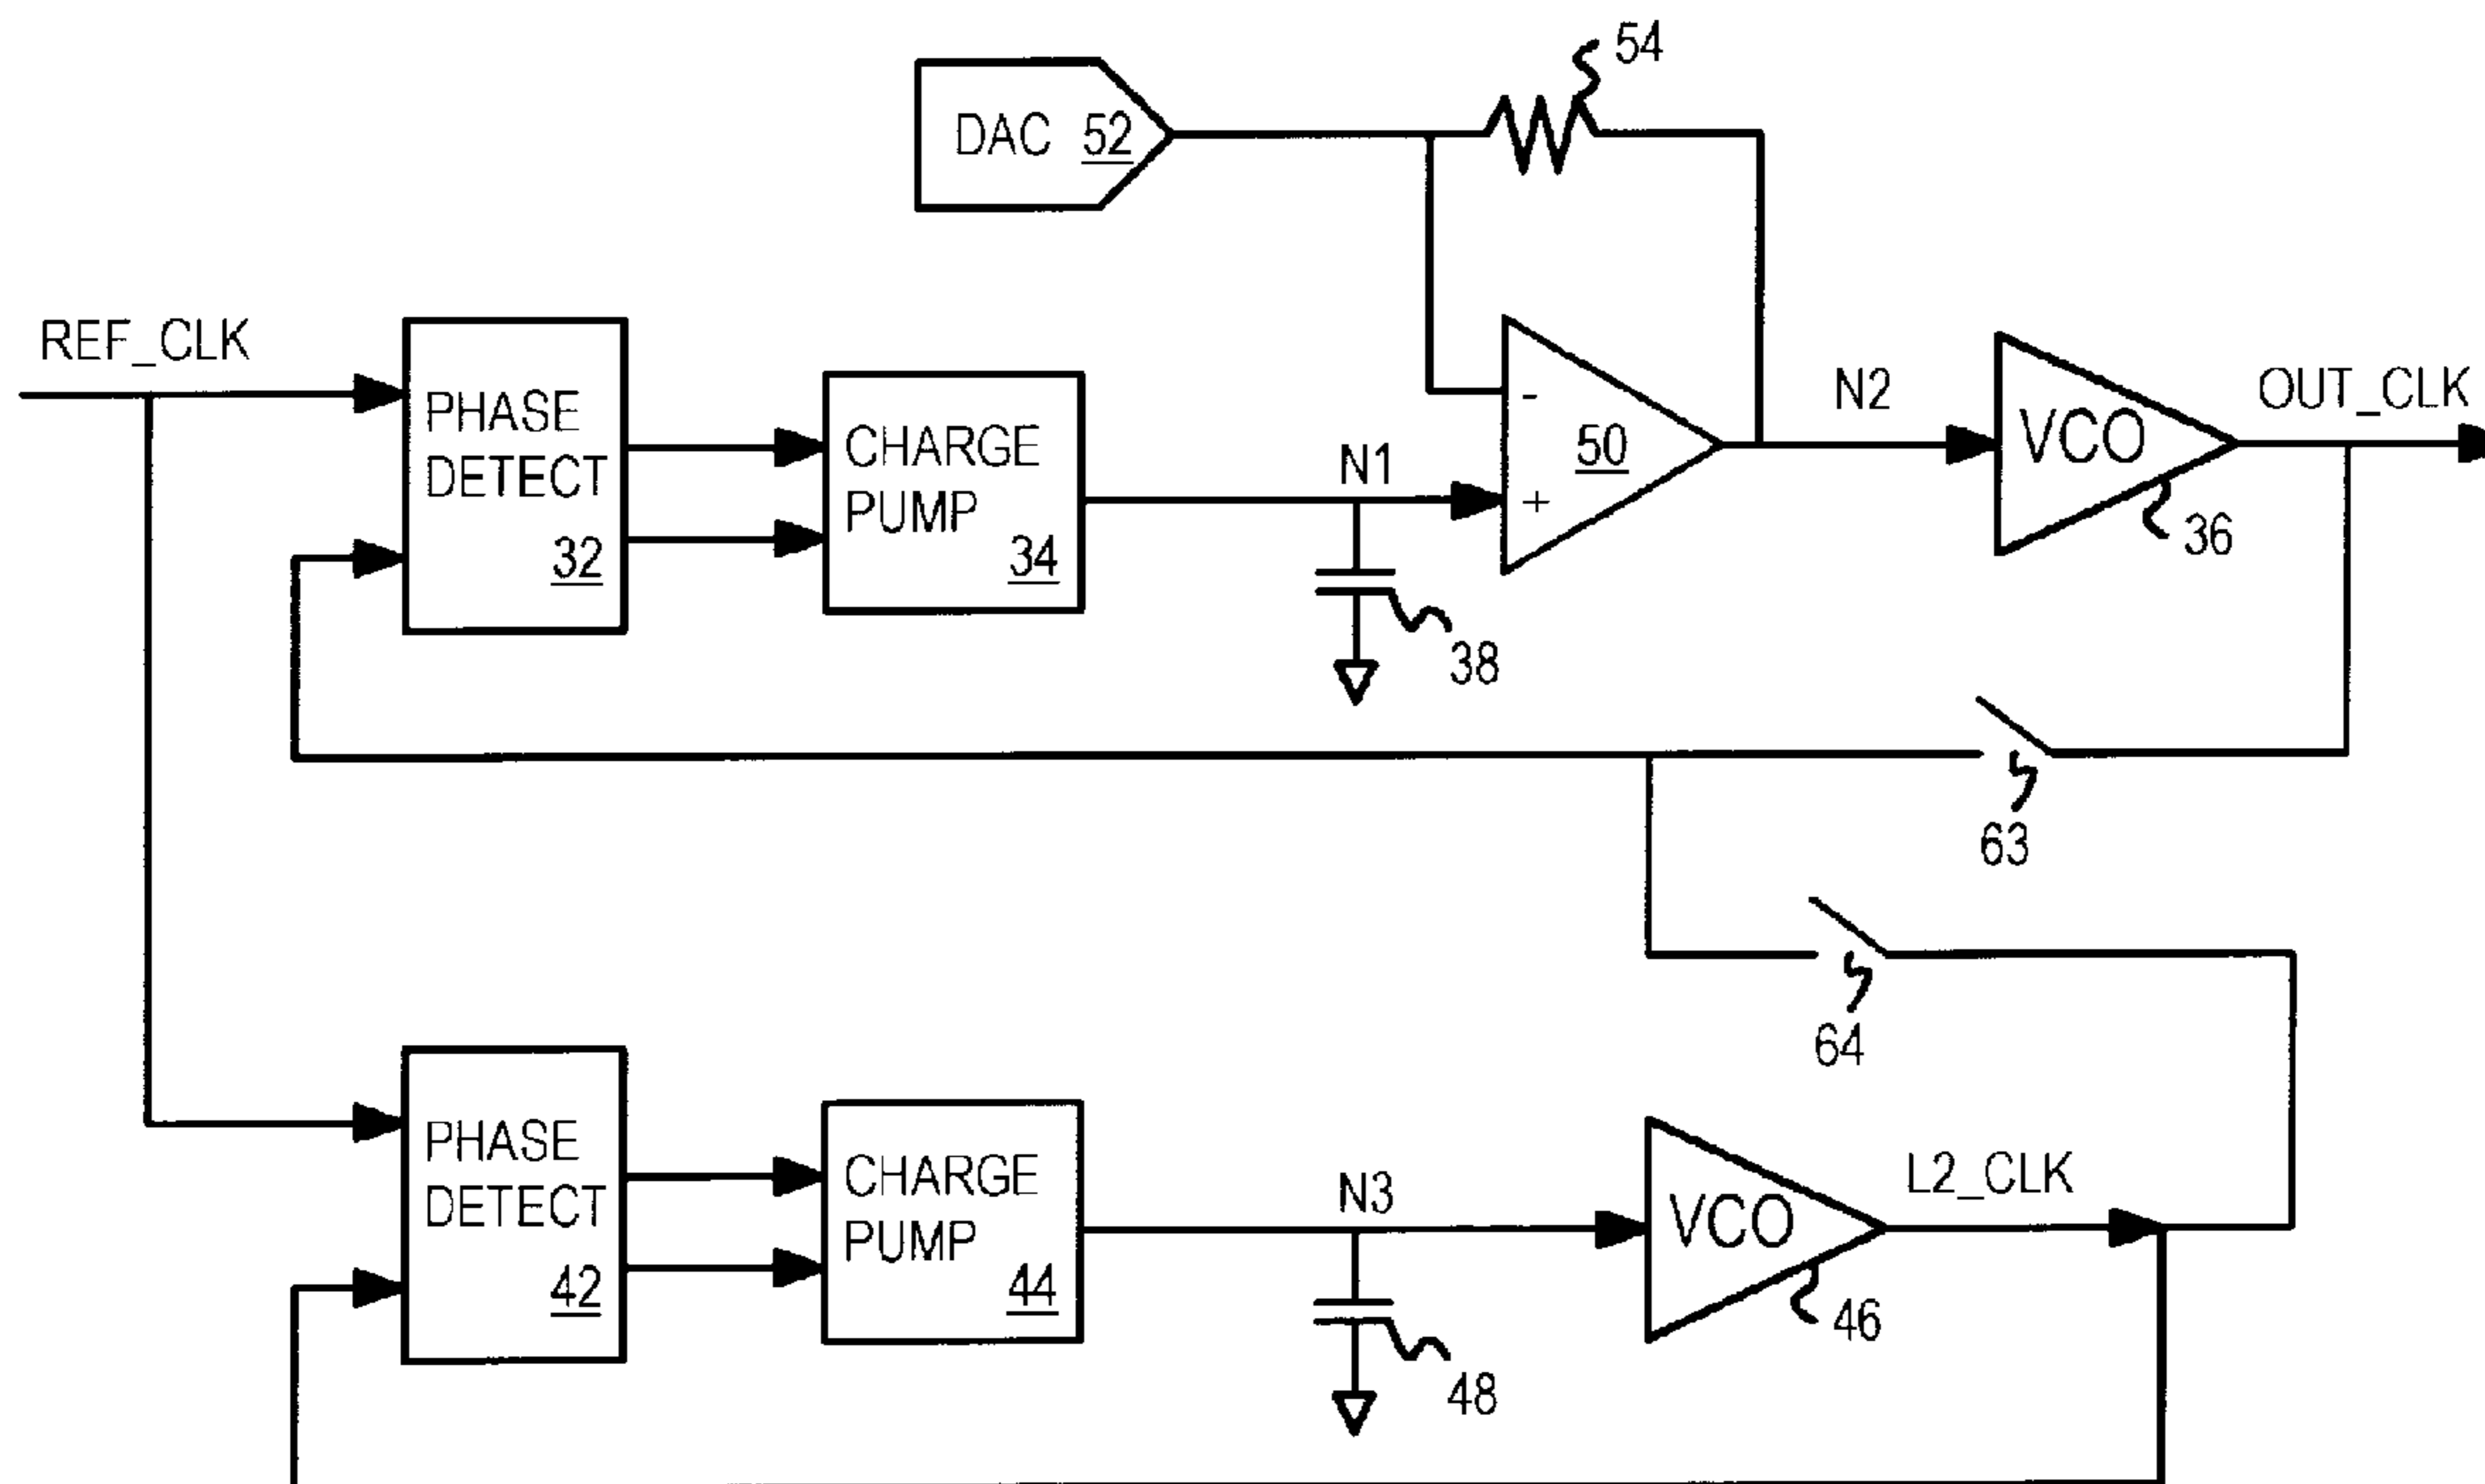 54
DAC 52
REF_CLK
PHASE
DETECT
32
CHARGE
PUMP
34
N1
-
+
50
N2
VCO
OUT_CLK
36
38
63
64
PHASE
DETECT
42
CHARGE
PUMP
44
N3
VCO
L2_CLK
46
48